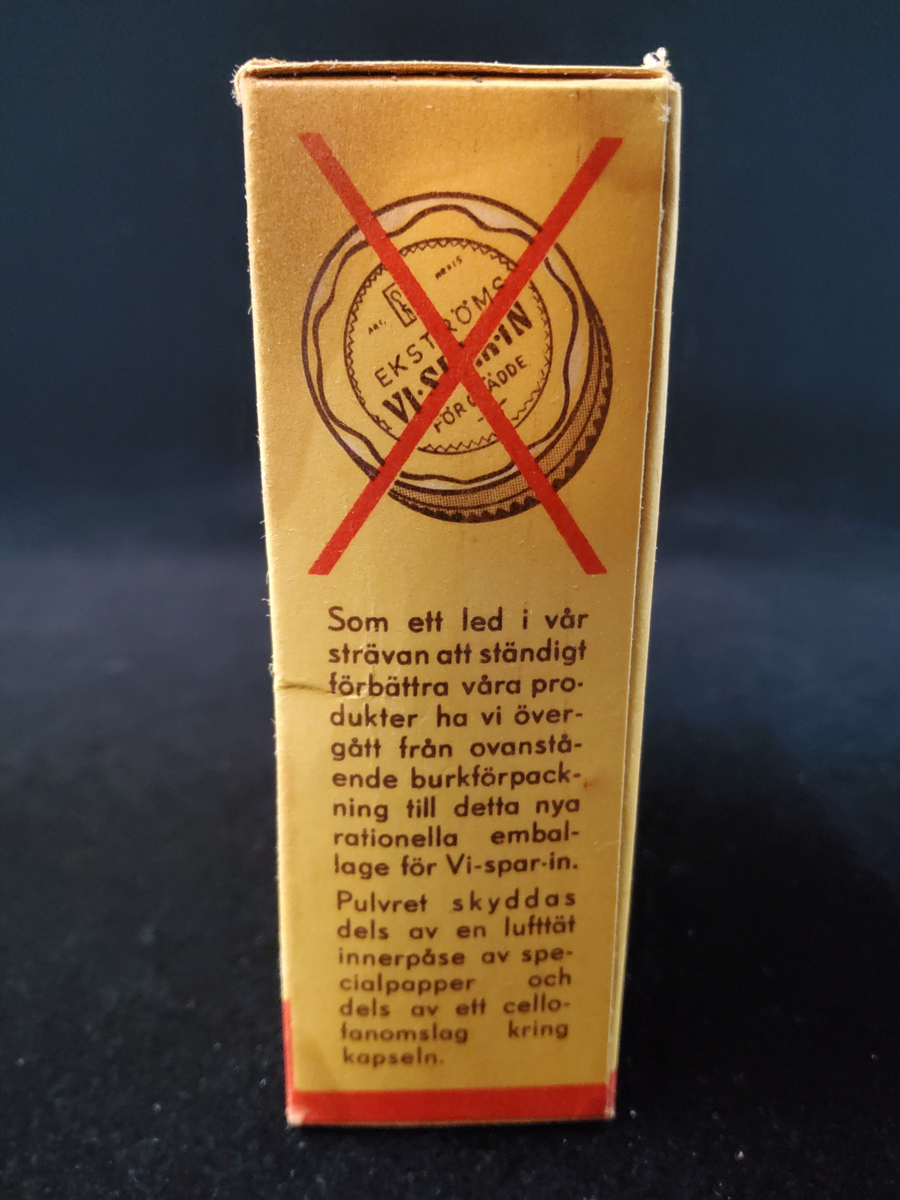 EKSTRÖMS
FÖR GRÄDDE
Som ett led i vår
strävan att ständigt
förbättra våra pro-
dukter ha vi över-
gått från ovanstå-
ende burkförpack-
ning till detta nya
rationella embal-
lage för Vi-spar-in.
Pulvret skyddas
dels av en lufttät
innerpåse av spe-
cialpapper och
dels av ett cello-
fanomslag kring
kapseln.